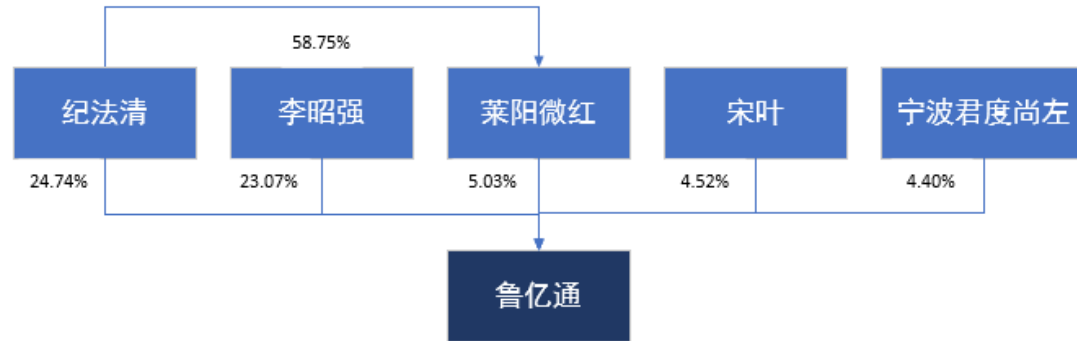 58.75%
纪法清
李昭强
莱阳微红
宋叶
宁波君度尚左
24.74%
23.07%
5.03%
4.52%
4.40%
鲁亿通